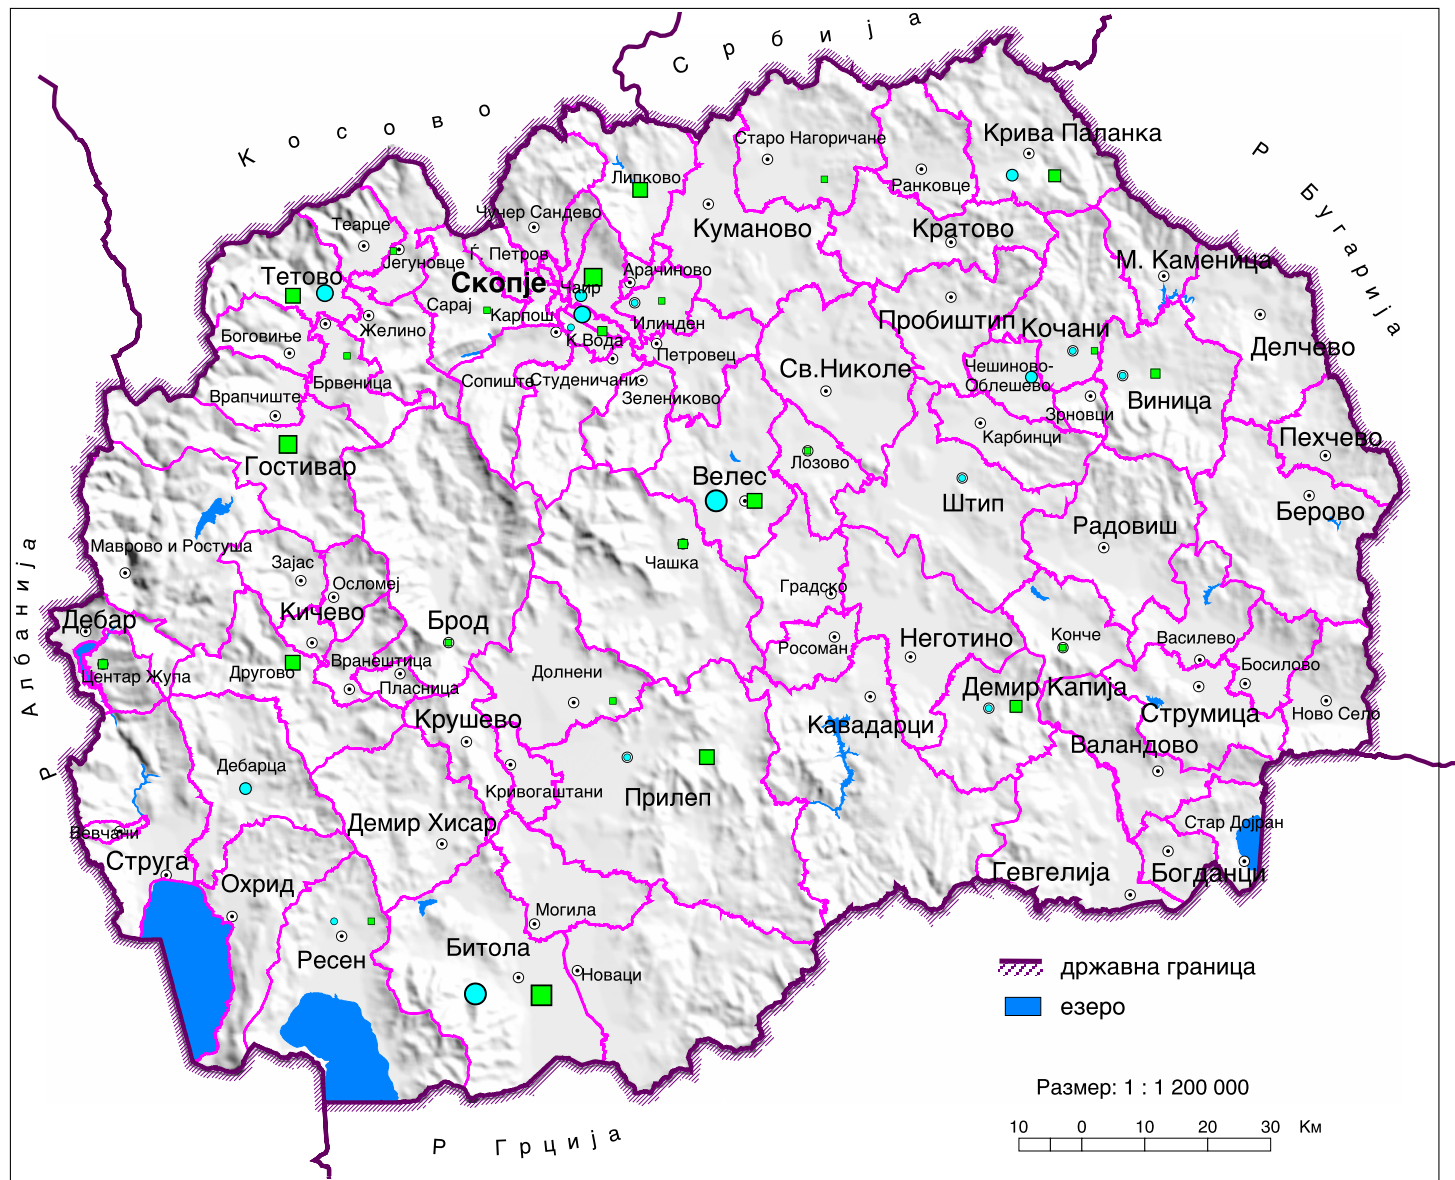 Србија
Косово
Р Бугарија
Албанија
Р
Старо Нагоричане
Крива Паланка
Липково
Ранковце
Чучер Сандево
Теарце
Куманово
Кратово
Јегуновце
Ѓ. Петров
М. Каменица
Тетово
Скопје
Чаир
Арачиново
Сарај
Карпош
Илинден
Пробиштип
Кочани
Боговиње
Желино
К.Вода
Петровец
Делчево
Брвеница
Сопиште
Студеничани
Св.Николе
Чешиново-
Облешево
Врапчиште
Зелениково
Зрновци
Виница
Гостивар
Карбинци
Пехчево
Лозово
Велес
Штип
Берово
Радовиш
Маврово и Ростуша
Зајас
Чашка
Осломеј
Градско
Кичево
Дебар
Брод
Неготино
Конче
Василево
Росоман
Вранештица
Босилово
Центар Жупа
Другово
Долнени
Пласница
Демир Капија
Крушево
Кавадарци
Струмица
Ново Село
Валандово
Дебарца
Кривогаштани
Прилеп
Вевчани
Демир Хисар
Стар Дојран
Струга
Охрид
Гевгелија
Богданци
Могила
Битола
Ресен
Новаци
државна граница
езеро
Размер: 1 : 1 200 000
10 0 10 20 30 Км
Р Грција